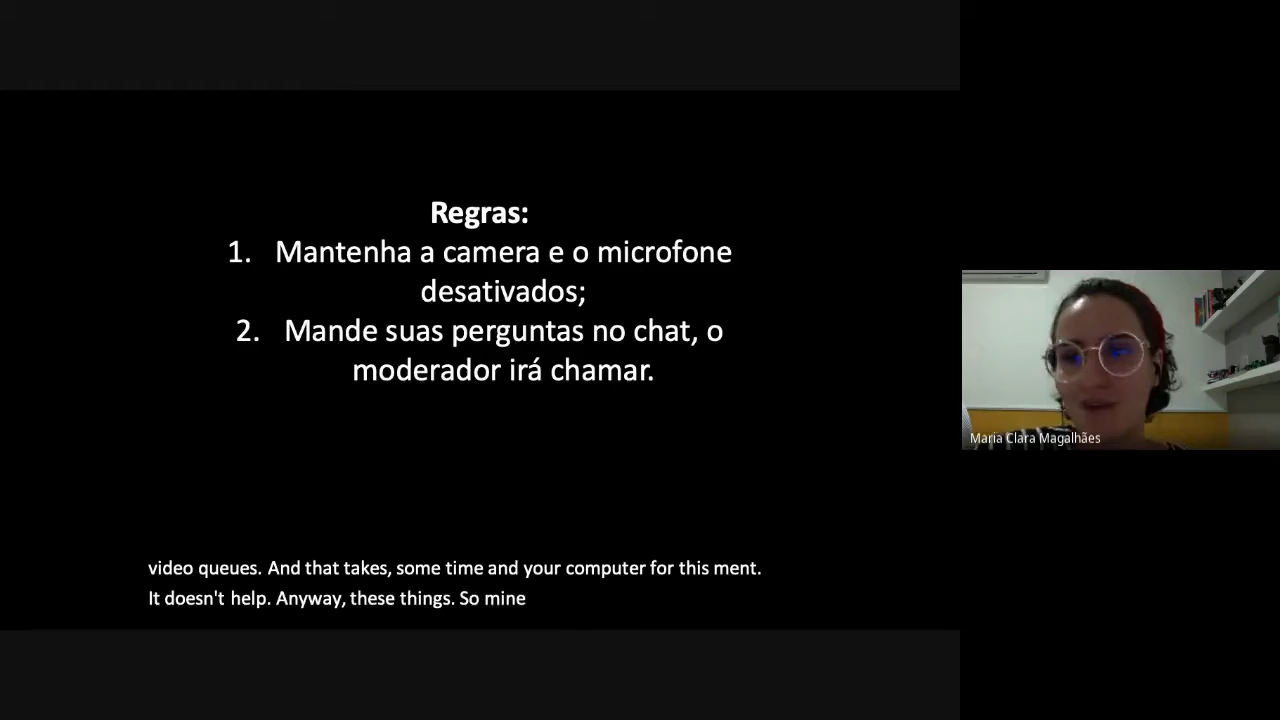 Regras:
1. Mantenha a camera e o microfone
desativados;
2. Mande suas perguntas no chat, o
moderador irá chamar.
Maria Clara Magalhães
video queues. And that takes, some time and your computer for this ment.
It doesn't help. Anyway, these things. So mine